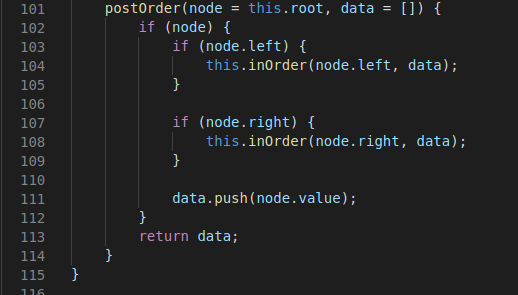 101 postOrder(node = this.root, data = []) {
102 if (node) {
103 if (node.left) {
104 this.inOrder(node.left, data);
105 }
106
107 if (node.right) {
108 this.inOrder(node.right, data);
109 }
110
111 data.push(node.value);
112 }
113 return data;
114 }
115 }
116